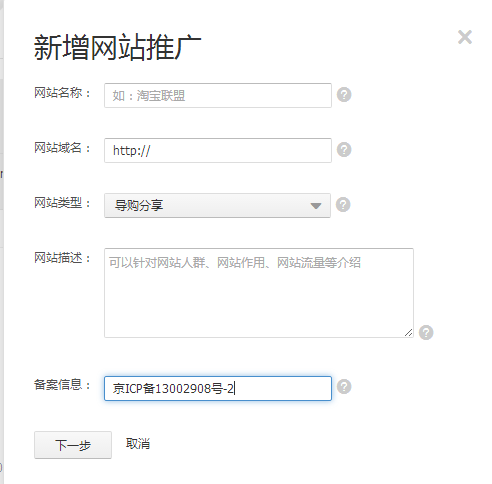 新增网站推广
网站名称： 如：淘宝联盟
网站域名： http://
网站类型： 导购分享
网站描述： 可以针对网站人群、网站作用、网站流量等介绍
备案信息： 京ICP备13002908号-2
下一步 取消